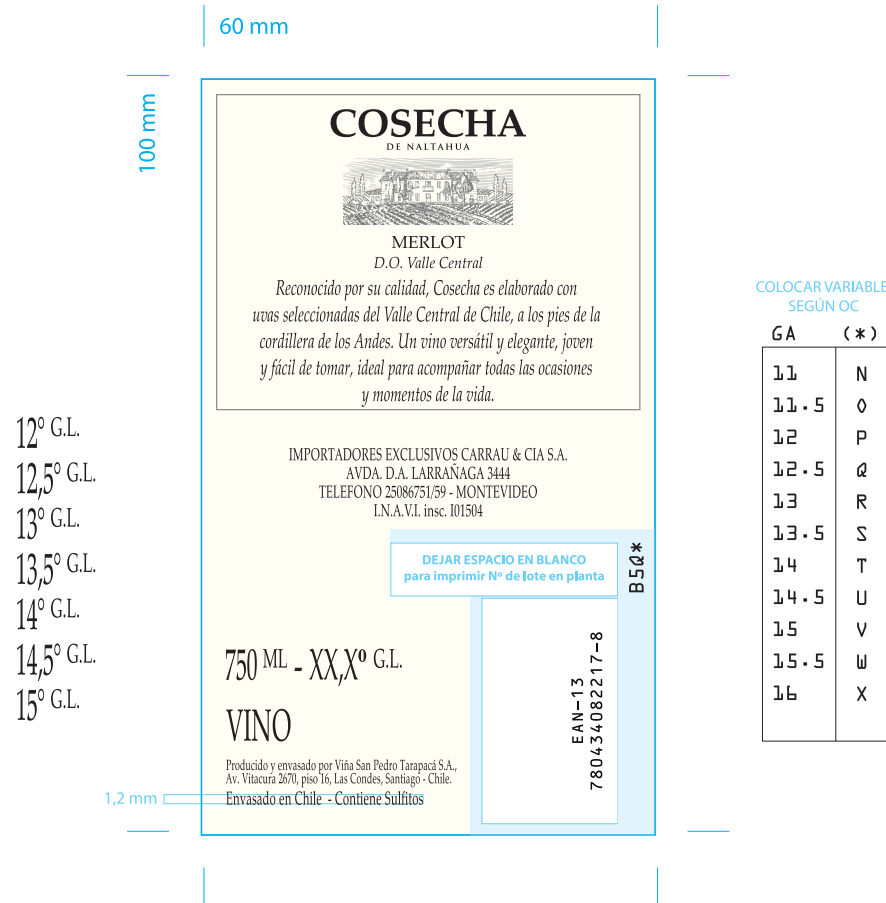 60 mm
100 mm
COSECHA
DE NALTAHUA
MERLOT
D.O. Valle Central
Reconocido por su calidad, Cosecha es elaborado con
uvas seleccionadas del Valle Central de Chile, a los pies de la
cordillera de los Andes. Un vino versátil y elegante, joven
y fácil de tomar, ideal para acompañar todas las ocasiones
y momentos de la vida.
IMPORTADORES EXCLUSIVOS CARRAU & CIA S.A.
AVDA. D.A. LARRAÑAGA 3444
TELEFONO 25086751/59 - MONTEVIDEO
I.N.A.V.I. insc. I01504
DEJAR ESPACIO EN BLANCO
para imprimir Nº de lote en planta
B5Q*
EAN-13
780434082217-8
750 ML - XX,Xº G.L.
VINO
Producido y envasado por Viña San Pedro Tarapacá S.A.,
Av. Vitacura 2670, piso 16, Las Condes, Santiago - Chile.
Envasado en Chile - Contiene Sulfitos
1,2 mm
12º G.L.
12,5º G.L.
13º G.L.
13,5º G.L.
14º G.L.
14,5º G.L.
15º G.L.
COLOCAR VARIABLE
SEGÚN OC
GA (*)
11 N
11.5 O
12 P
12.5 Q
13 R
13.5 S
14 T
14.5 U
15 V
15.5 W
16 X